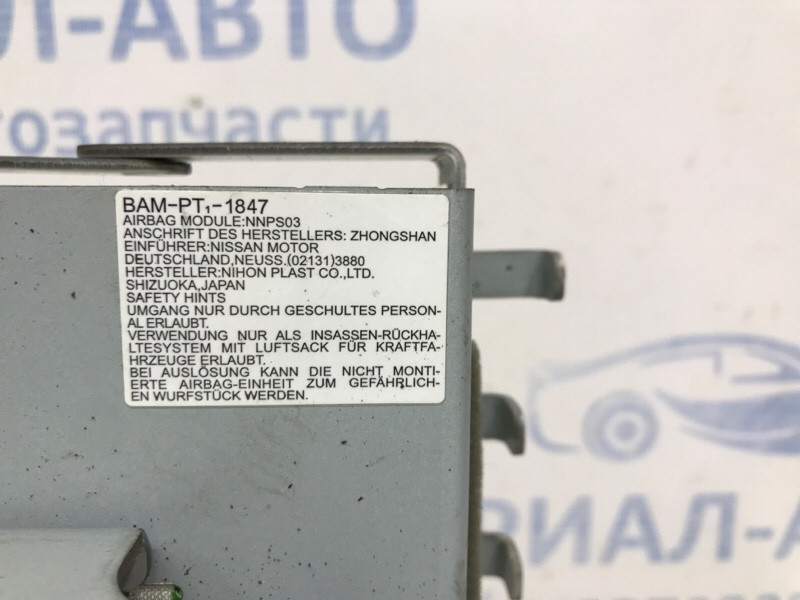 Л-АВТО
тозапчасти
BAM-PT₁-1847
AIRBAG MODULE:NNPS03
ANSCHRIFT DES HERSTELLERS: ZHONGSHAN
EINFÜHRER:NISSAN MOTOR
DEUTSCHLAND,NEUSS.(02131)3880
HERSTELLER:NIHON PLAST CO.,LTD.
SHIZUOKA,JAPAN
SAFETY HINTS
UMGANG NUR DURCH GESCHULTES PERSON-
AL ERLAUBT.
VERWENDUNG NUR ALS INSASSEN-RÜCKHA-
LTESYSTEM MIT LUFTSACK FÜR KRAFTFA-
HRZEUGE ERLAUBT.
BEI AUSLÖSUNG KANN DIE NICHT MONTI-
ERTE AIRBAG-EINHEIT ZUM GEFÄHRLICH-
EN WURFSTÜCK WERDEN.
РИАЛ-А